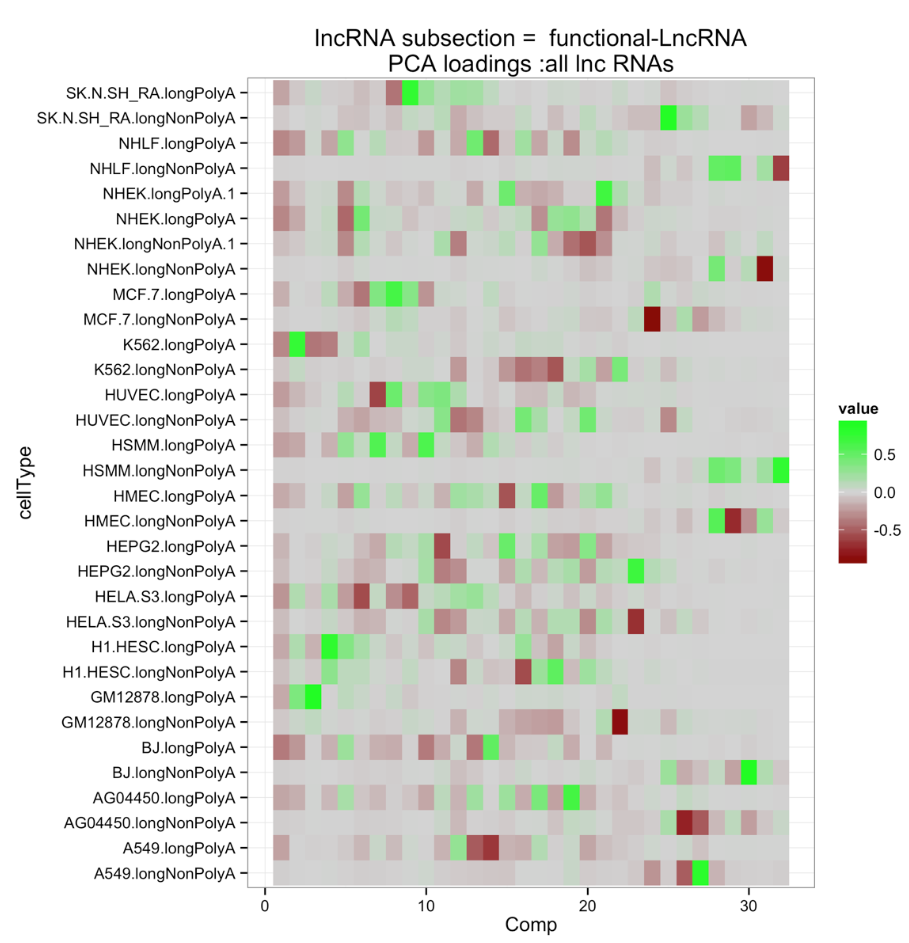 lncRNA subsection =  functional-LncRNA
PCA loadings :all lnc RNAs
cellType
SK.N.SH_RA.longPolyA
SK.N.SH_RA.longNonPolyA
NHLF.longPolyA
NHLF.longNonPolyA
NHEK.longPolyA.1
NHEK.longPolyA
NHEK.longNonPolyA.1
NHEK.longNonPolyA
MCF.7.longPolyA
MCF.7.longNonPolyA
K562.longPolyA
K562.longNonPolyA
HUVEC.longPolyA
HUVEC.longNonPolyA
HSMM.longPolyA
HSMM.longNonPolyA
HMEC.longPolyA
HMEC.longNonPolyA
HEPG2.longPolyA
HEPG2.longNonPolyA
HELA.S3.longPolyA
HELA.S3.longNonPolyA
H1.HESC.longPolyA
H1.HESC.longNonPolyA
GM12878.longPolyA
GM12878.longNonPolyA
BJ.longPolyA
BJ.longNonPolyA
AG04450.longPolyA
AG04450.longNonPolyA
A549.longPolyA
A549.longNonPolyA
0 10 20 30
Comp
value
0.5
0.0
-0.5